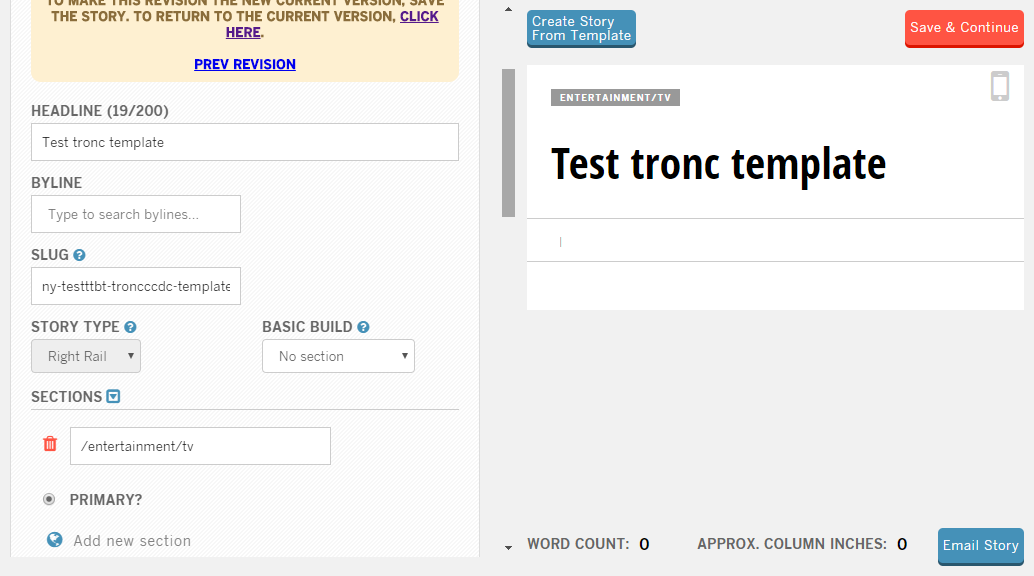 TO MAKE THIS REVISION THE NEW CURRENT VERSION, SAVE
THE STORY. TO RETURN TO THE CURRENT VERSION, CLICK
HERE.
PREV REVISION
HEADLINE (19/200)
Test tronc template
BYLINE
Type to search bylines...
SLUG ?
ny-testttbt-troncccdc-template
STORY TYPE ?
BASIC BUILD ?
Right Rail
No section
SECTIONS
/entertainment/tv
PRIMARY?
Add new section
Create Story
From Template
Save & Continue
ENTERTAINMENT/TV
Test tronc template
WORD COUNT: 0
APPROX. COLUMN INCHES: 0
Email Story